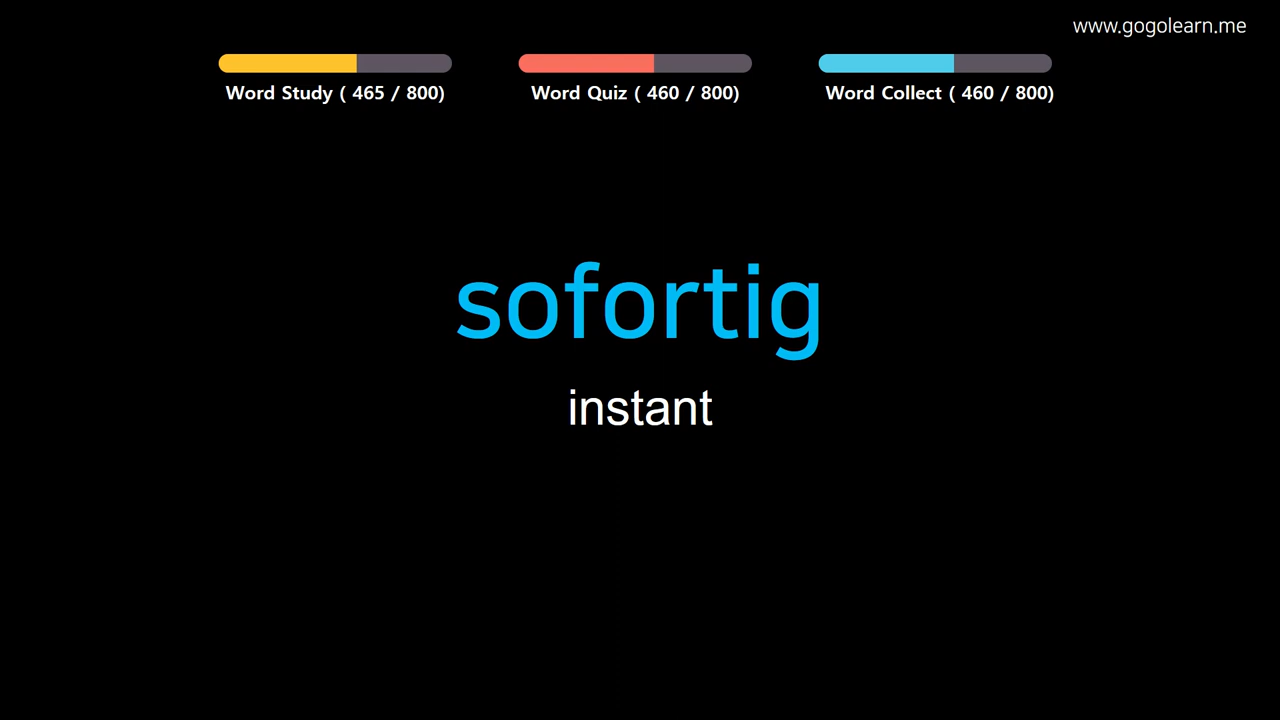 www.gogolearn.me
Word Study ( 465 / 800)
Word Quiz ( 460 / 800)
Word Collect ( 460 / 800)
sofortig
instant